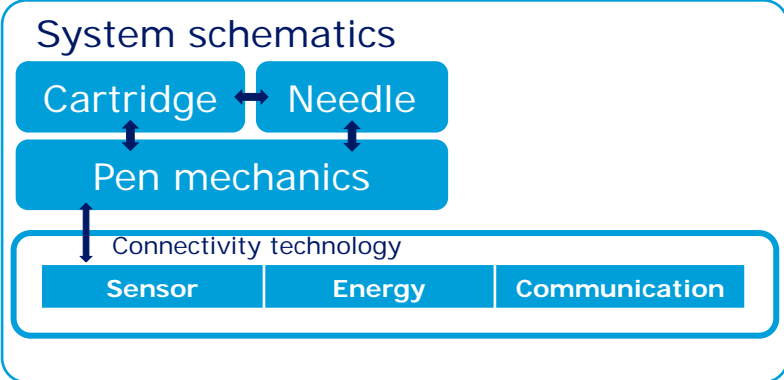 System schematics
Cartridge Needle
Pen mechanics
Connectivity technology
Sensor Energy Communication